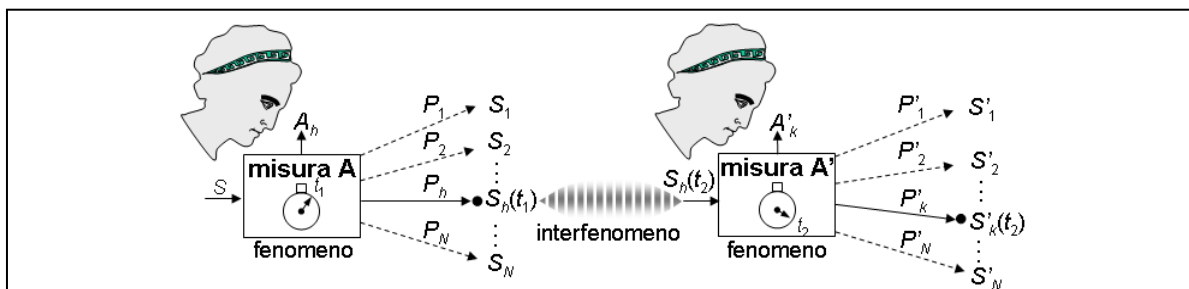 S
A_h
misura A
t_1
fenomeno
P_1
S_1
P_2
S_2
P_h
S_h(t_1)
P_N
S_N
interfenomeno
S_h(t_2)
A'_k
misura A'
t_2
fenomeno
P'_1
S'_1
P'_2
S'_2
P'_k
S'_k(t_2)
P'_N
S'_N